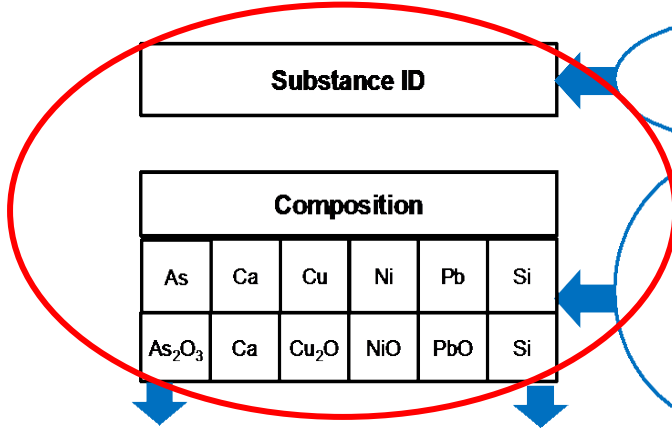 Substance ID
Composition
As Ca Cu Ni Pb Si
As₂O₃ Ca Cu₂O NiO PbO Si